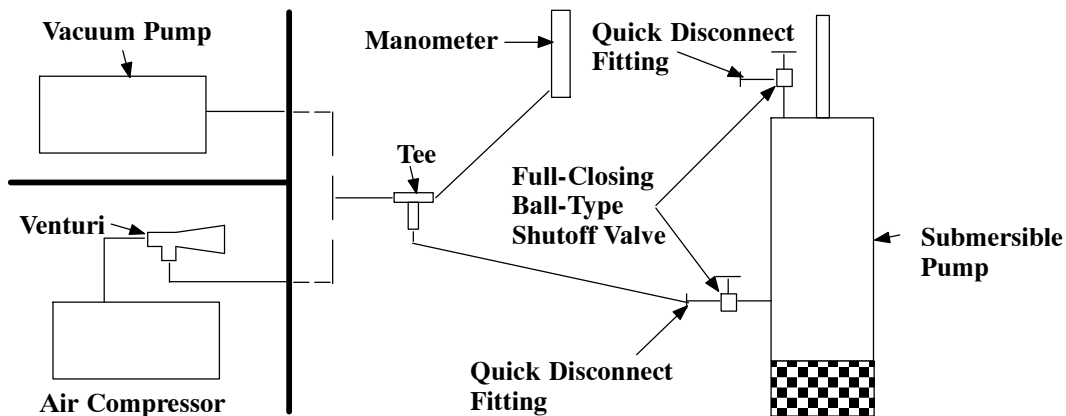 Vacuum Pump
Manometer
Quick Disconnect
Fitting
Tee
Full-Closing
Ball-Type
Shutoff Valve
Venturi
Submersible
Pump
Quick Disconnect
Fitting
Air Compressor